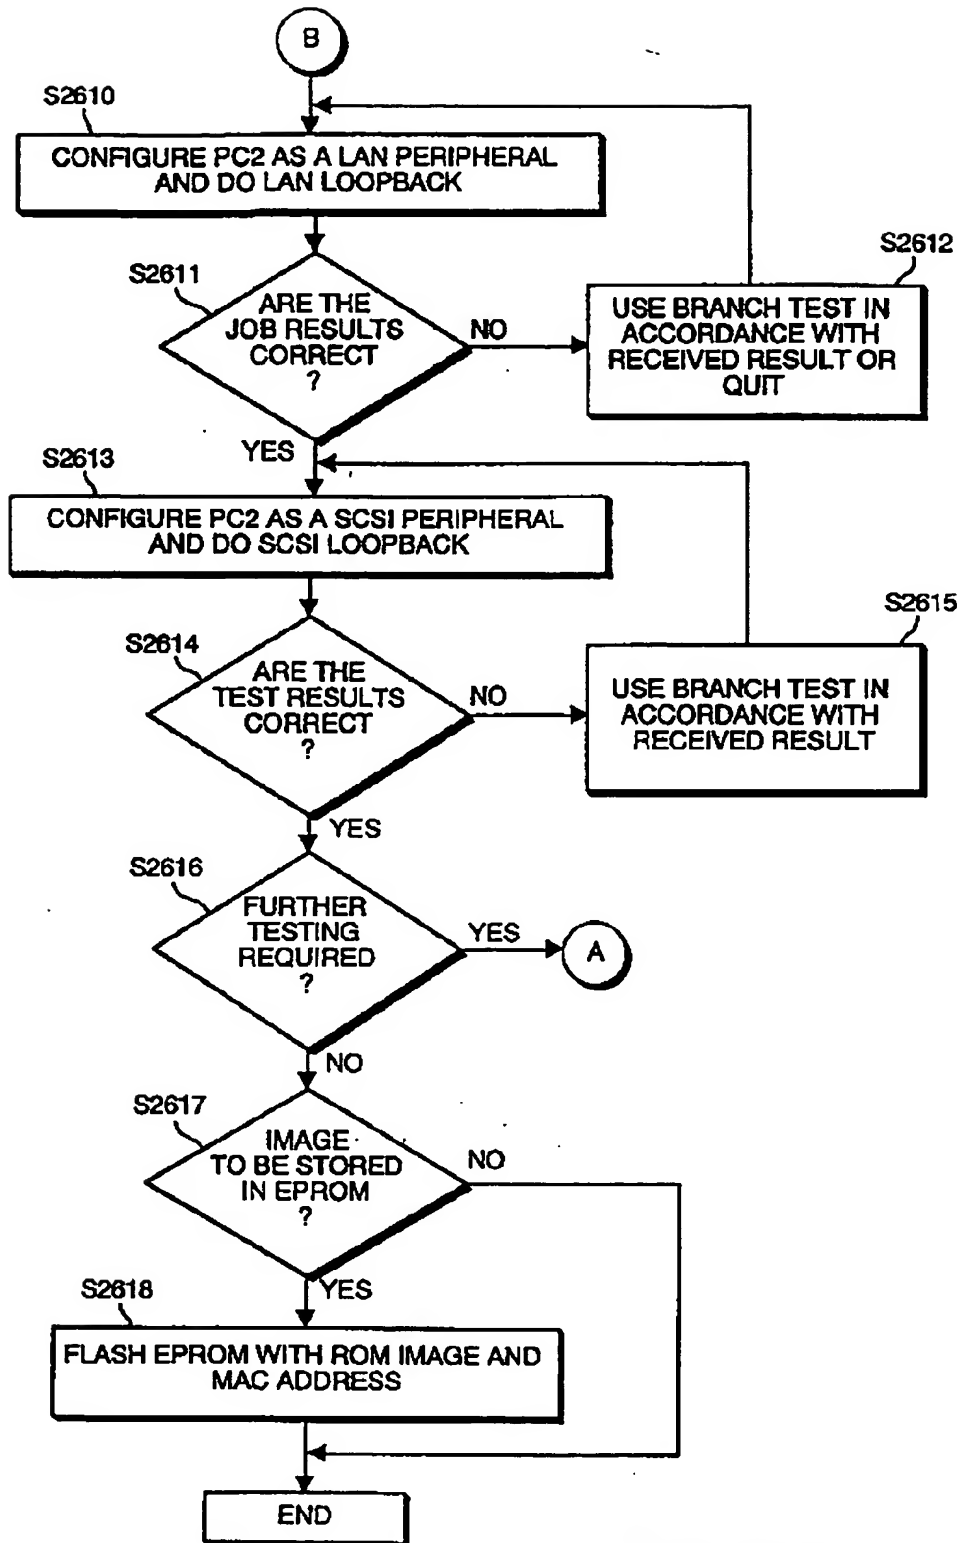 B
S2610
CONFIGURE PC2 AS A LAN PERIPHERAL
AND DO LAN LOOPBACK
S2611
ARE THE
JOB RESULTS
CORRECT
?
NO
S2612
USE BRANCH TEST IN
ACCORDANCE WITH
RECEIVED RESULT OR
QUIT
YES
S2613
CONFIGURE PC2 AS A SCSI PERIPHERAL
AND DO SCSI LOOPBACK
S2614
ARE THE
TEST RESULTS
CORRECT
?
NO
S2615
USE BRANCH TEST IN
ACCORDANCE WITH
RECEIVED RESULT
YES
S2616
FURTHER
TESTING
REQUIRED
?
YES
A
NO
S2617
IMAGE
TO BE STORED
IN EPROM
?
NO
YES
S2618
FLASH EPROM WITH ROM IMAGE AND
MAC ADDRESS
END